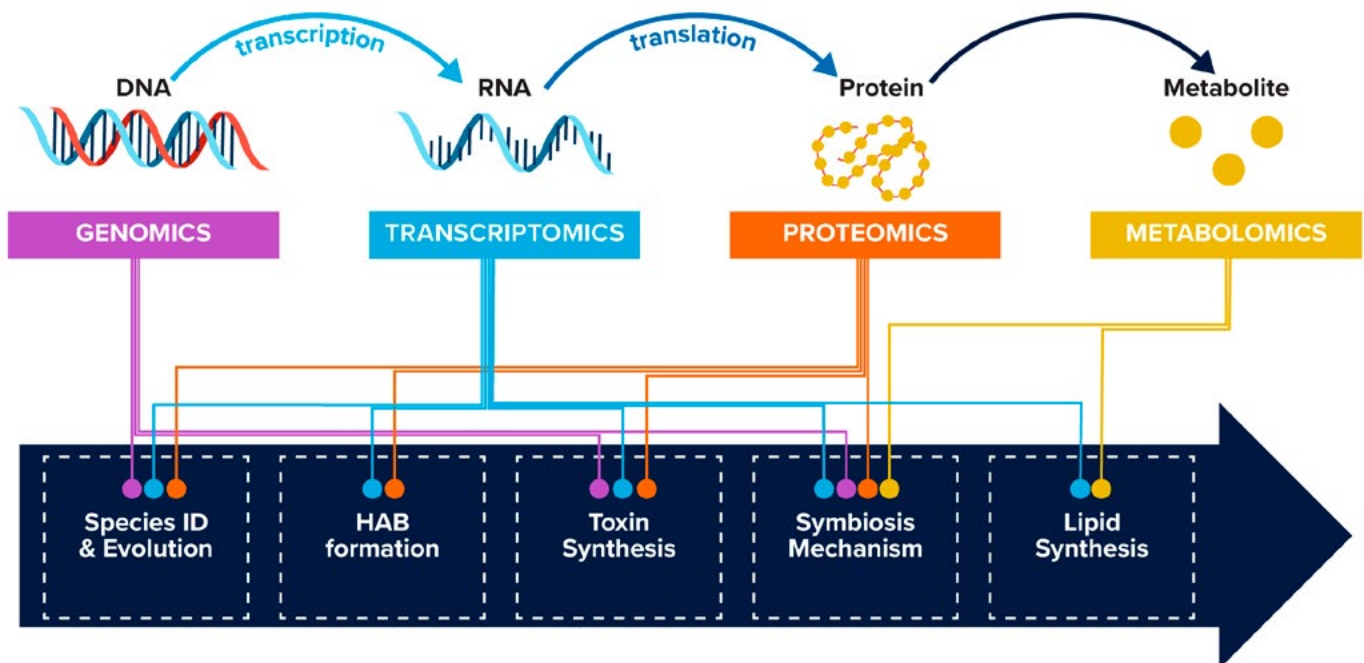 transcription
translation
DNA
RNA
Protein
Metabolite
GENOMICS
TRANSCRIPTOMICS
PROTEOMICS
METABOLOMICS
Species ID
& Evolution
HAB
formation
Toxin
Synthesis
Symbiosis
Mechanism
Lipid
Synthesis